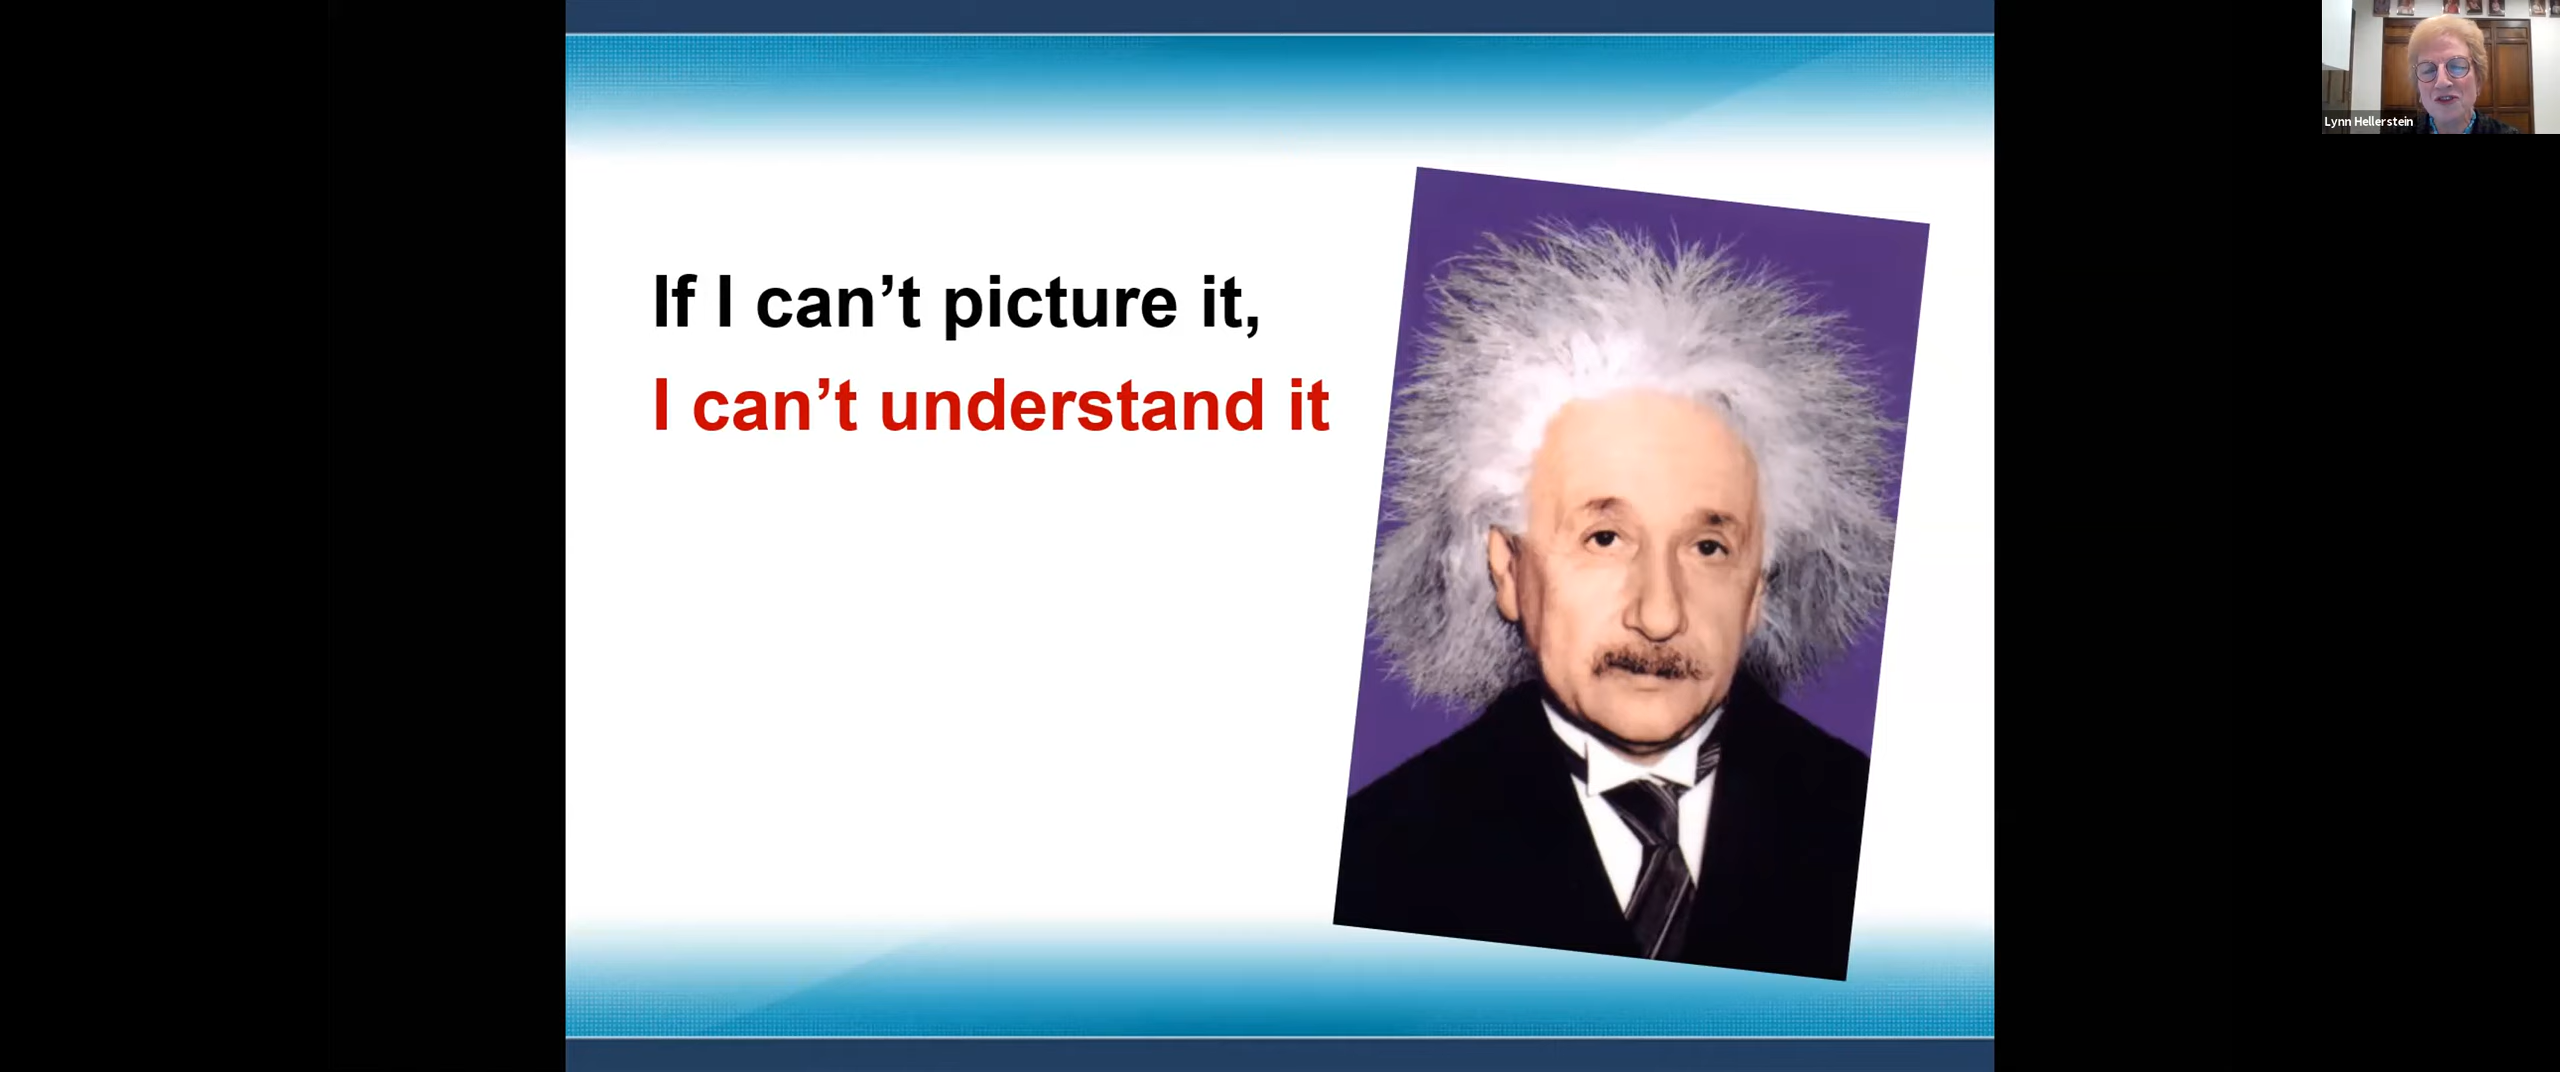 If I can’t picture it,
I can’t understand it
Lynn Hellerstein